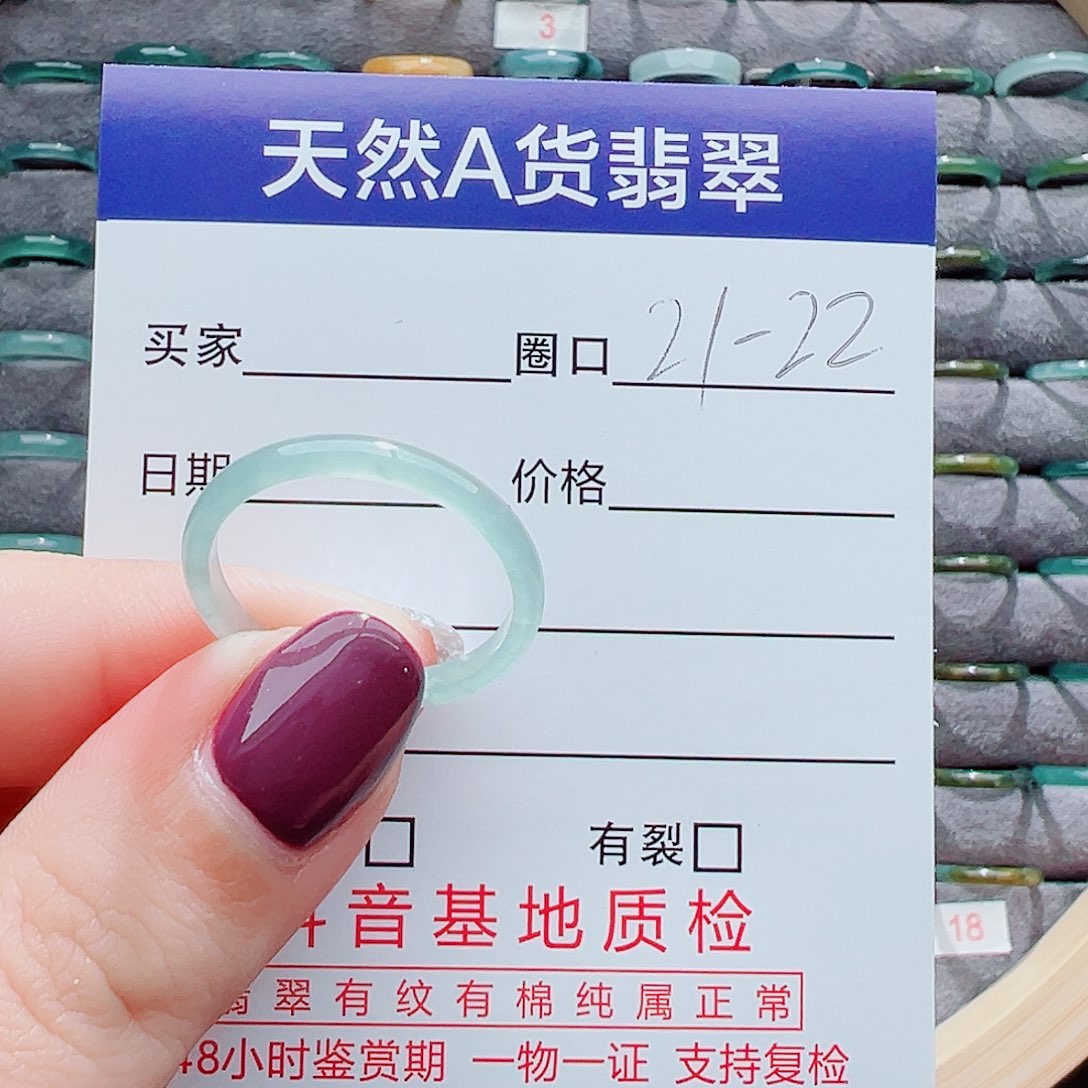 3
天然A货翡翠
买家 圈口 21-22
日期 价格
有裂
音基地质检
翠有纹有棉纯属正常
48小时鉴赏期 一物一证 支持复检
18